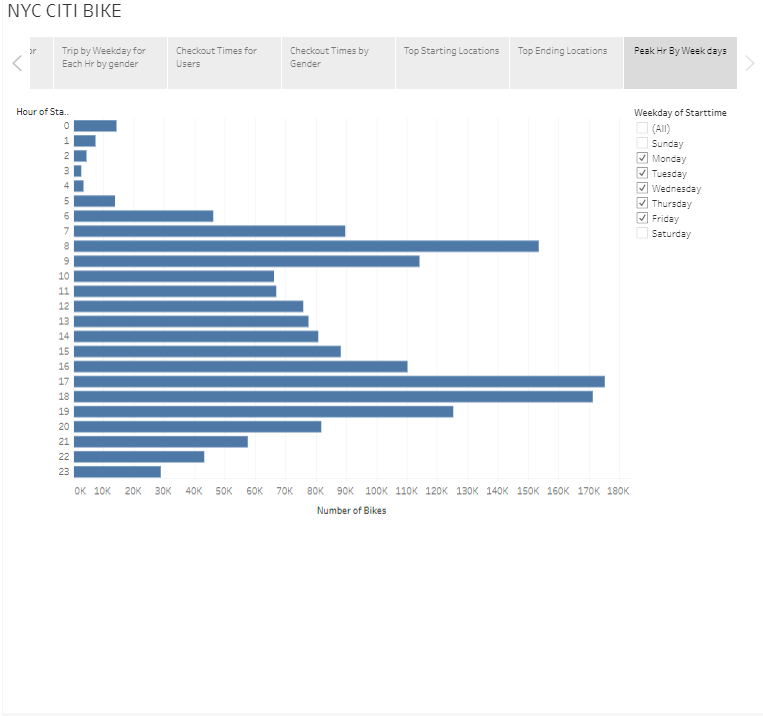 NYC CITI BIKE
or
Trip by Weekday for
Each Hr by gender
Checkout Times for
Users
Checkout Times by
Gender
Top Starting Locations
Top Ending Locations
Peak Hr By Week days
Hour of Sta..
0
1
2
3
4
5
6
7
8
9
10
11
12
13
14
15
16
17
18
19
20
21
22
23
0K 10K 20K 30K 40K 50K 60K 70K 80K 90K 100K 110K 120K 130K 140K 150K 160K 170K 180K
Number of Bikes
Weekday of Starttime
(All)
Sunday
Monday
Tuesday
Wednesday
Thursday
Friday
Saturday